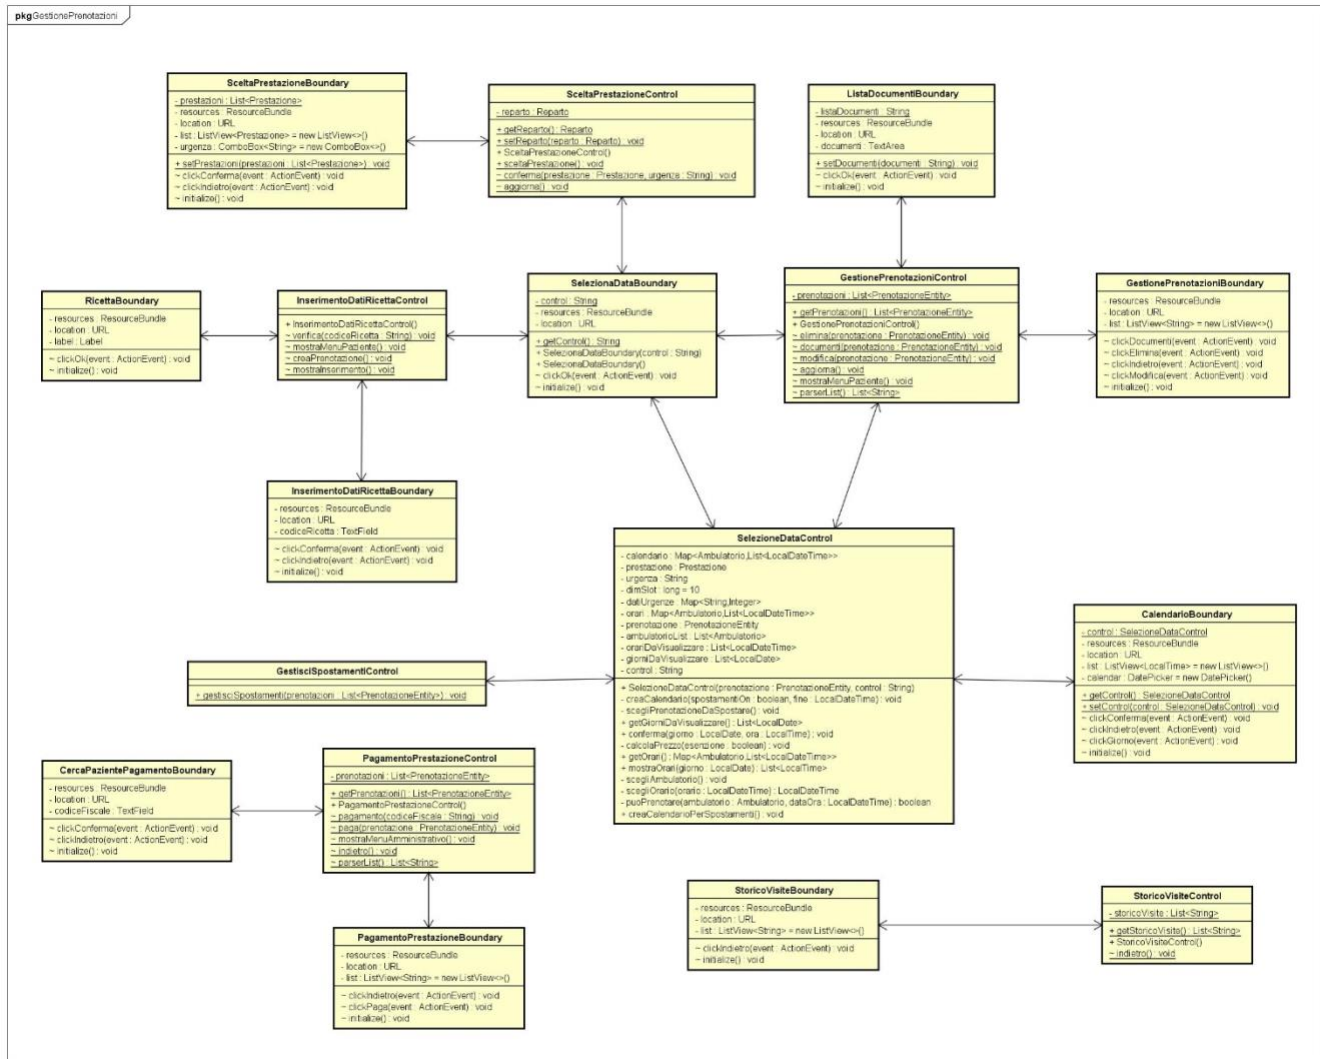 pkg GestionePrenotazioni
SceltaPrestazioneBoundary
- prestazioni : List<Prestazione>
- resources : ResourceBundle
- location : URL
- list : ListView<Prestazione> = new ListView<>()
- urgenza : ComboBox<String> = new ComboBox<>()
+ setPrestazioni(prestazioni : List<Prestazione>) : void
~ clickConferma(event : ActionEvent) : void
~ clickIndietro(event : ActionEvent) : void
~ initialize() : void
SceltaPrestazioneControl
- reparto : Reparto
+ getReparto() : Reparto
+ setReparto(reparto : Reparto) : void
+ SceltaPrestazioneControl()
+ sceltaPrestazione() : void
~ conferma(prestazione : Prestazione, urgenza : String) : void
~ aggiorna() : void
ListaDocumentiBoundary
- listaDocumenti : String
- resources : ResourceBundle
- location : URL
- documenti : TextArea
+ setDocumenti(documenti : String) : void
~ clickOk(event : ActionEvent) : void
~ initialize() : void
RicettaBoundary
- resources : ResourceBundle
- location : URL
- label : Label
~ clickOk(event : ActionEvent) : void
~ initialize() : void
InserimentoDatiRicettaControl
+ InserimentoDatiRicettaControl()
~ verifica(codiceRicetta : String) : void
~ mostraMenuPaziente() : void
~ creaPrenotazione() : void
~ mostraInserimento() : void
SelezionaDataBoundary
- control : String
- resources : ResourceBundle
- location : URL
+ getControl() : String
+ SelezionaDataBoundary(control : String)
+ SelezionaDataBoundary()
~ clickOk(event : ActionEvent) : void
~ initialize() : void
GestionePrenotazioniControl
- prenotazioni : List<PrenotazioneEntity>
+ getPrenotazioni() : List<PrenotazioneEntity>
+ GestionePrenotazioniControl()
~ elimina(prenotazione : PrenotazioneEntity) : void
~ documenti(prenotazione : PrenotazioneEntity) : void
~ modifica(prenotazione : PrenotazioneEntity) : void
~ aggiorna() : void
~ mostraMenuPaziente() : void
~ parserList() : List<String>
GestionePrenotazioniBoundary
- resources : ResourceBundle
- location : URL
- list : ListView<String> = new ListView<>()
~ clickDocumenti(event : ActionEvent) : void
~ clickElimina(event : ActionEvent) : void
~ clickIndietro(event : ActionEvent) : void
~ clickModifica(event : ActionEvent) : void
~ initialize() : void
InserimentoDatiRicettaBoundary
- resources : ResourceBundle
- location : URL
- codiceRicetta : TextField
~ clickConferma(event : ActionEvent) : void
~ clickIndietro(event : ActionEvent) : void
~ initialize() : void
SelezioneDataControl
- calendario : Map<Ambulatorio,List<LocalDateTime>>
- prestazione : Prestazione
- urgenza : String
- dimSlot : long = 10
- datiUrgenze : Map<String,Integer>
- orari : Map<Ambulatorio,List<LocalDateTime>>
- prenotazione : PrenotazioneEntity
- ambulatorioList : List<Ambulatorio>
- orariDaVisualizzare : List<LocalDateTime>
- giorniDaVisualizzare : List<LocalDate>
- control : String
+ SelezioneDataControl(prenotazione : PrenotazioneEntity, control : String)
- creaCalendario(spostamentiOn : boolean, fine : LocalDateTime) : void
- scegliPrenotazioneDaSpostare() : void
+ getGiorniDaVisualizzare() : List<LocalDate>
+ conferma(giorno : LocalDate, ora : LocalTime) : void
- calcolaPrezzo(esenzione : boolean) : void
+ getOrari() : Map<Ambulatorio,List<LocalDateTime>>
+ mostraOrari(giorno : LocalDate) : List<LocalTime>
- scegliAmbulatorio() : void
- scegliOrario(orario : LocalDateTime) : LocalDateTime
- puoPrenotare(ambulatorio : Ambulatorio, dataOra : LocalDateTime) : boolean
+ creaCalendarioPerSpostamenti() : void
CalendarioBoundary
- control : SelezioneDataControl
- resources : ResourceBundle
- location : URL
- list : ListView<LocalTime> = new ListView<>()
- calendar : DatePicker = new DatePicker()
+ getControl() : SelezioneDataControl
+ setControl(control : SelezioneDataControl) : void
~ clickConferma(event : ActionEvent) : void
~ clickIndietro(event : ActionEvent) : void
~ clickGiorno(event : ActionEvent) : void
~ initialize() : void
GestisciSpostamentiControl
+ gestisciSpostamenti(prenotazioni : List<PrenotazioneEntity>) : void
CercaPazientePagamentoBoundary
- resources : ResourceBundle
- location : URL
- codiceFiscale : TextField
~ clickConferma(event : ActionEvent) : void
~ clickIndietro(event : ActionEvent) : void
~ initialize() : void
PagamentoPrestazioneControl
- prenotazioni : List<PrenotazioneEntity>
+ getPrenotazioni() : List<PrenotazioneEntity>
+ PagamentoPrestazioneControl()
~ pagamento(codiceFiscale : String) : void
~ paga(prenotazione : PrenotazioneEntity) : void
~ mostraMenuAmministrativo() : void
~ indietro() : void
~ parserList() : List<String>
PagamentoPrestazioneBoundary
- resources : ResourceBundle
- location : URL
- list : ListView<String> = new ListView<>()
~ clickIndietro(event : ActionEvent) : void
~ clickPaga(event : ActionEvent) : void
~ initialize() : void
StoricoVisiteBoundary
- resources : ResourceBundle
- location : URL
- list : ListView<String> = new ListView<>()
~ clickIndietro(event : ActionEvent) : void
~ initialize() : void
StoricoVisiteControl
- storicoVisite : List<String>
+ getStoricoVisite() : List<String>
+ StoricoVisiteControl()
~ indietro() : void